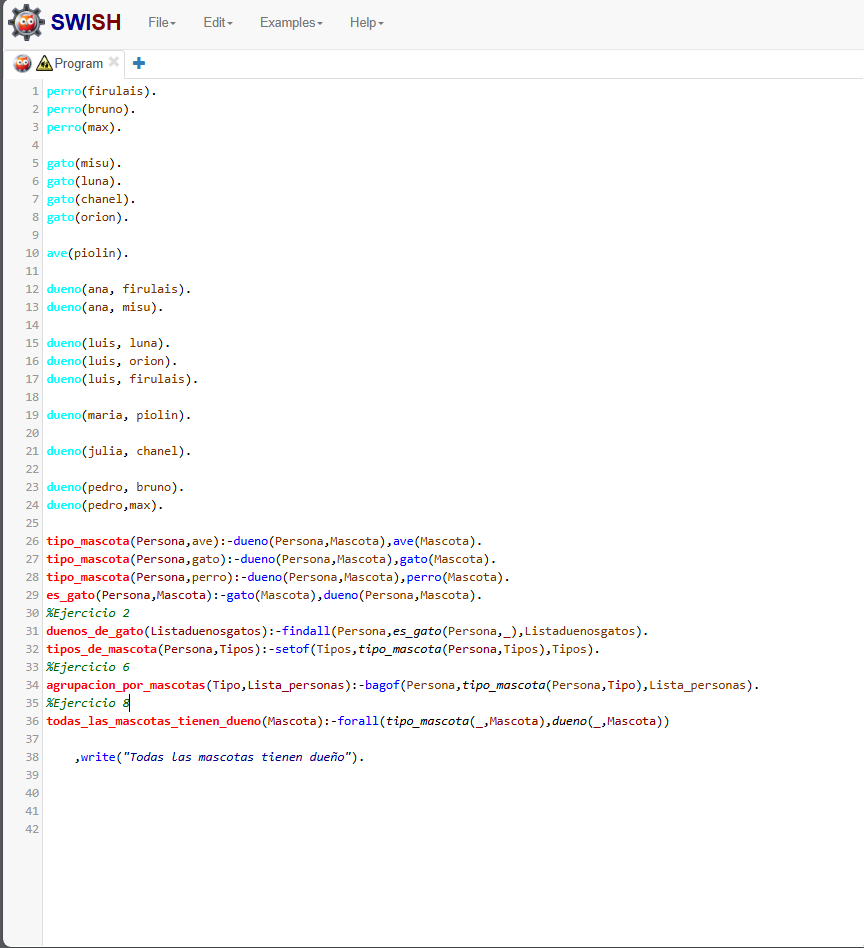 SWISH File Edit Examples Help
Program
1 perro(firulais).
2 perro(bruno).
3 perro(max).
4
5 gato(misu).
6 gato(luna).
7 gato(chanel).
8 gato(orion).
9
10 ave(piolin).
11
12 dueno(ana, firulais).
13 dueno(ana, misu).
14
15 dueno(luis, luna).
16 dueno(luis, orion).
17 dueno(luis, firulais).
18
19 dueno(maria, piolin).
20
21 dueno(julia, chanel).
22
23 dueno(pedro, bruno).
24 dueno(pedro,max).
25
26 tipo_mascota(Persona,ave):-dueno(Persona,Mascota),ave(Mascota).
27 tipo_mascota(Persona,gato):-dueno(Persona,Mascota),gato(Mascota).
28 tipo_mascota(Persona,perro):-dueno(Persona,Mascota),perro(Mascota).
29 es_gato(Persona,Mascota):-gato(Mascota),dueno(Persona,Mascota).
30 %Ejercicio 2
31 duenos_de_gato(Listaduenosgatos):-findall(Persona,es_gato(Persona,_),Listaduenosgatos).
32 tipos_de_mascota(Persona,Tipos):-setof(Tipos,tipo_mascota(Persona,Tipos),Tipos).
33 %Ejercicio 6
34 agrupacion_por_mascotas(Tipo,Lista_personas):-bagof(Persona,tipo_mascota(Persona,Tipo),Lista_personas).
35 %Ejercicio 8
36 todas_las_mascotas_tienen_dueno(Mascota):-forall(tipo_mascota(_,Mascota),dueno(_,Mascota))
37
38 ,write("Todas las mascotas tienen dueño").
39
40
41
42